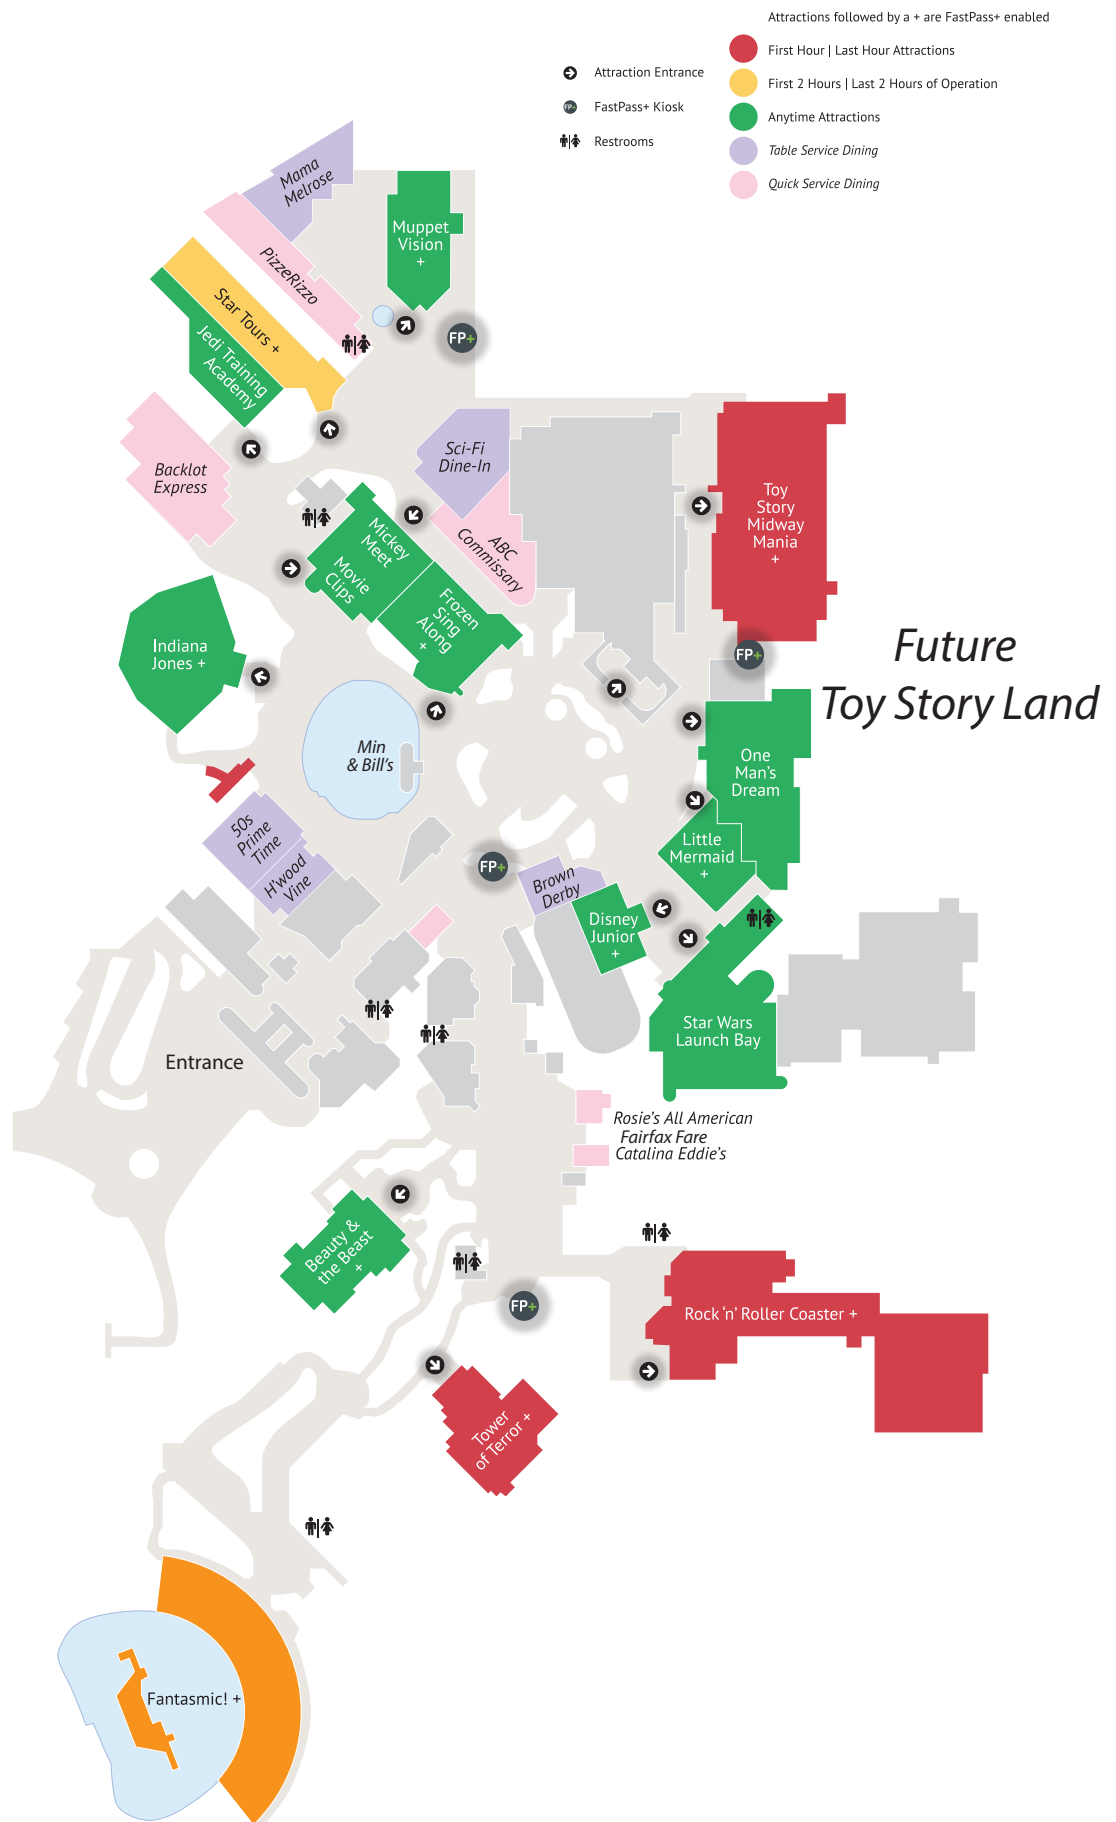 Attractions followed by a + are FastPass+ enabled
First Hour | Last Hour Attractions
First 2 Hours | Last 2 Hours of Operation
Anytime Attractions
Table Service Dining
Quick Service Dining
Attraction Entrance
FP+
FastPass+ Kiosk
Restrooms
Mama
Melrose
Muppet
Vision
+
PizzeRizzo
FP+
Star Tours +
Jedi Training
Academy
Backlot
Express
Sci-Fi
Dine-In
ABC
Commissary
Mickey
Meet
Movie
Clips
Frozen
Sing
Along
+
Toy
Story
Midway
Mania
+
FP+
Future
Toy Story Land
Indiana
Jones +
Min
& Bill's
One
Man's
Dream
Little
Mermaid
+
50s
Prime
Time
H'wood
Vine
FP+
Brown
Derby
Disney
Junior
+
Star Wars
Launch Bay
Entrance
Rosie's All American
Fairfax Fare
Catalina Eddie's
Beauty &
the Beast
+
FP+
Rock 'n' Roller Coaster +
Tower
of Terror +
Fantasmic! +